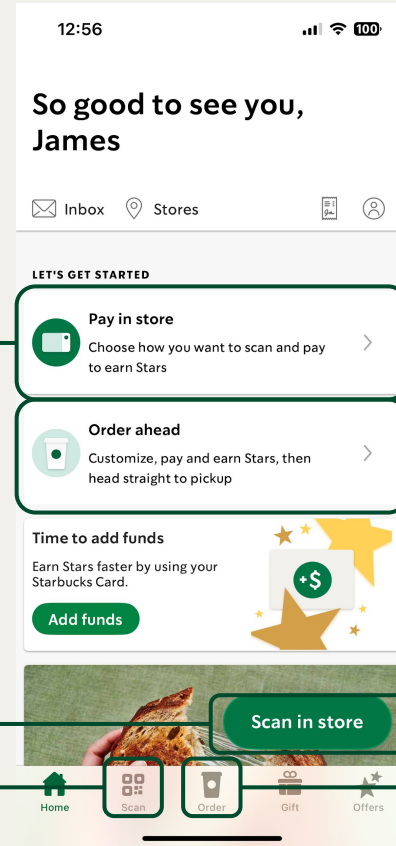 12:56
100
So good to see you,
James
Inbox
Stores
LET'S GET STARTED
Pay in store
Choose how you want to scan and pay
to earn Stars
Order ahead
Customize, pay and earn Stars, then
head straight to pickup
Time to add funds
Earn Stars faster by using your
Starbucks Card.
+$
Add funds
Scan in store
Home
Scan
Order
Gift
Offers